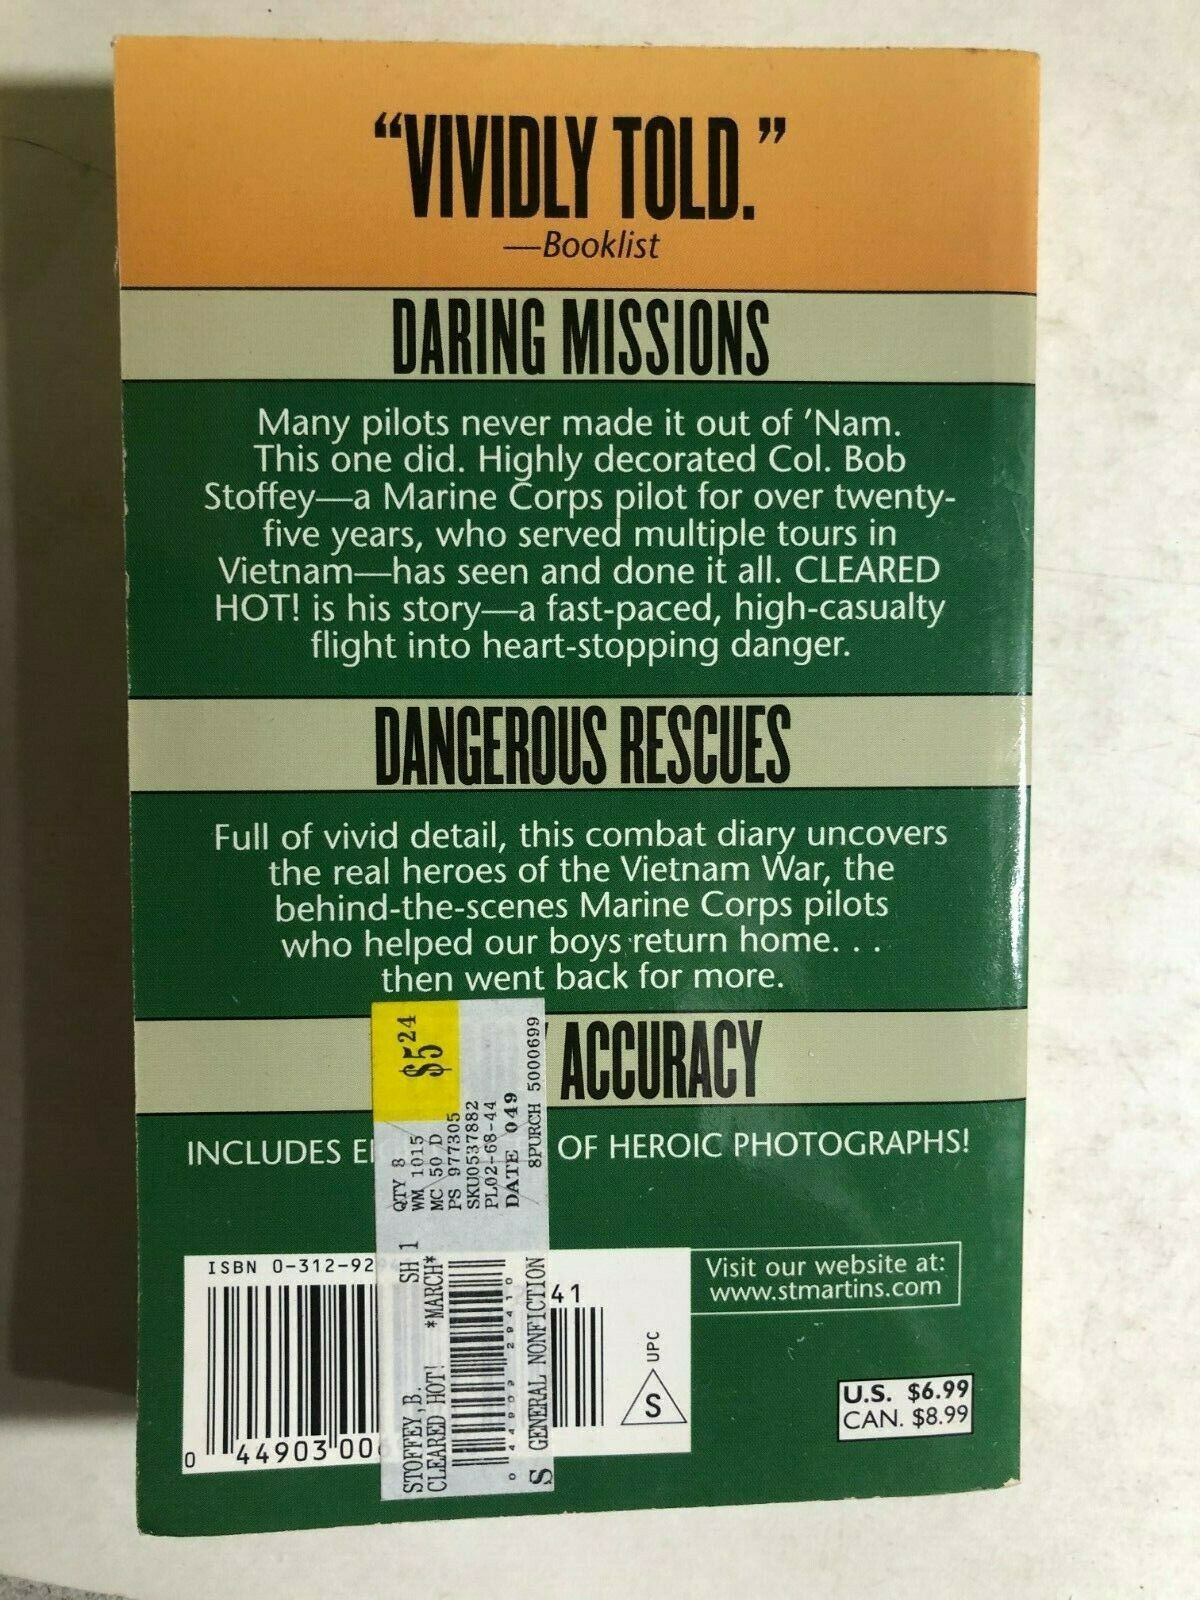 “VIVIDLY TOLD.”
—Booklist
DARING MISSIONS
Many pilots never made it out of ’Nam.
This one did. Highly decorated Col. Bob
Stoffey—a Marine Corps pilot for over twenty-
five years, who served multiple tours in
Vietnam—has seen and done it all. CLEARED
HOT! is his story—a fast-paced, high-casualty
flight into heart-stopping danger.
DANGEROUS RESCUES
Full of vivid detail, this combat diary uncovers
the real heroes of the Vietnam War, the
behind-the-scenes Marine Corps pilots
who helped our boys return home. . .
then went back for more.
ACCURACY
INCLUDES OF HEROIC PHOTOGRAPHS!
$5.24
QTY 8
WM 1015
MC 50 D
PS 977305
SKU0537882
PL02-68-44
DATE 049
8PURCH 5000699
SH 1
*MARCH*
STOFFEY,B.
CLEARED HOT!
0 44902 29410
S GENERAL NONFICTION
ISBN 0-312-92
41
0 44903 00
UPC
S
Visit our website at:
www.stmartins.com
U.S. $6.99
CAN. $8.99